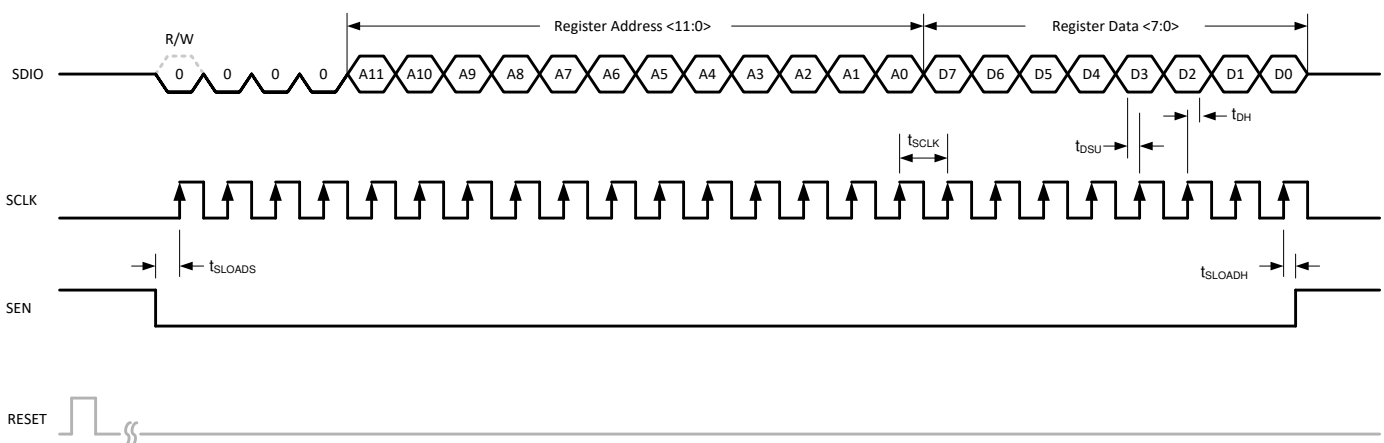 Register Address <11:0> Register Data <7:0>
R/W
SDIO 0 0 0 0 A11 A10 A9 A8 A7 A6 A5 A4 A3 A2 A1 A0 D7 D6 D5 D4 D3 D2 D1 D0
tDH
tSCLK
tDSU
SCLK
tSLOADS
tSLOADH
SEN
RESET